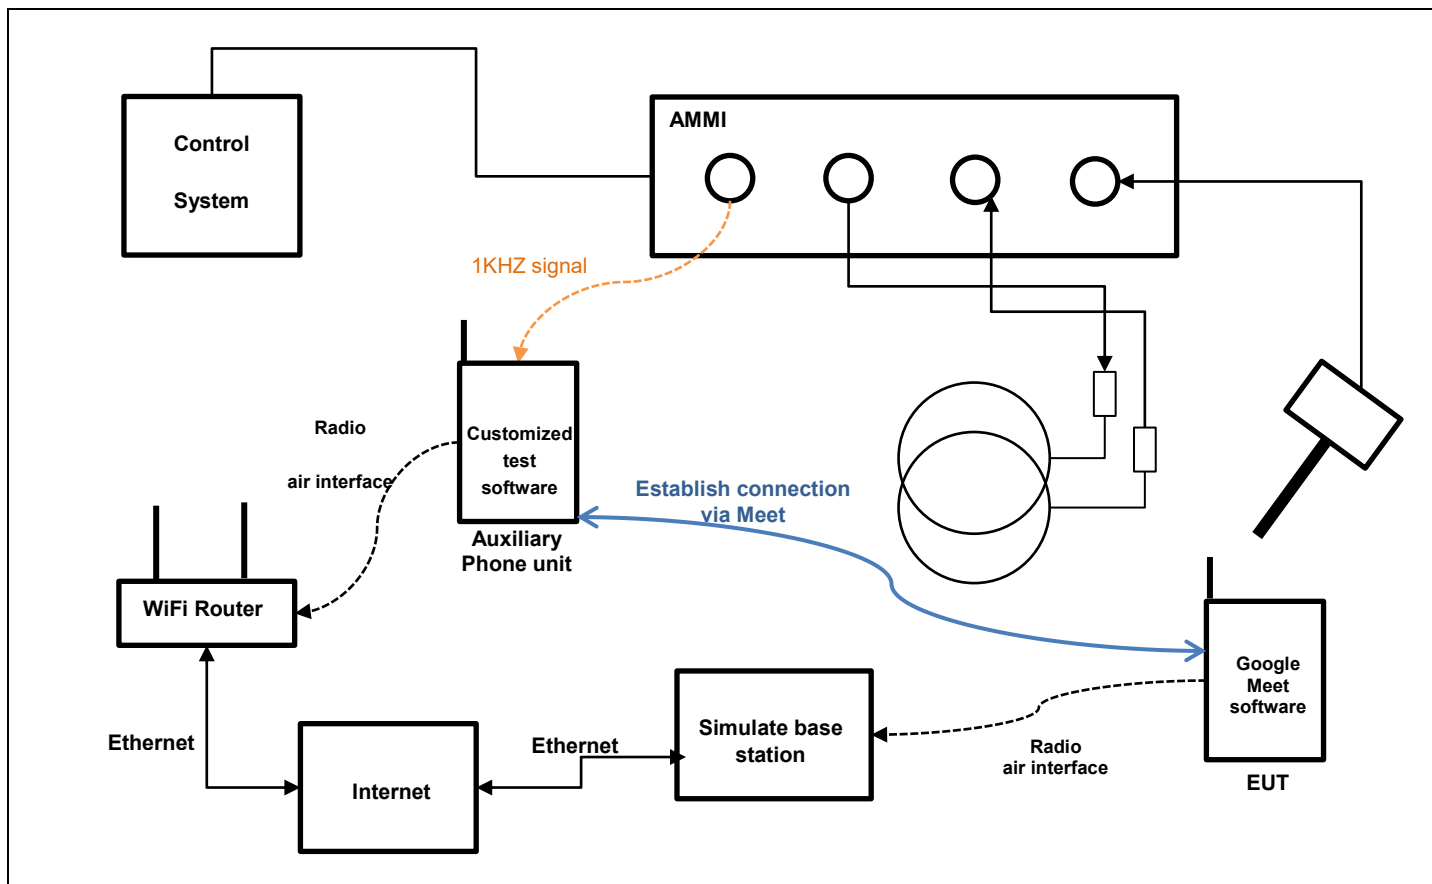 Control
System
AMMI
1KHZ signal
Radio
air interface
Customized
test
software
Auxiliary
Phone unit
Establish connection
via Meet
WiFi Router
Google
Meet
software
EUT
Ethernet
Internet
Ethernet
Simulate base
station
Radio
air interface